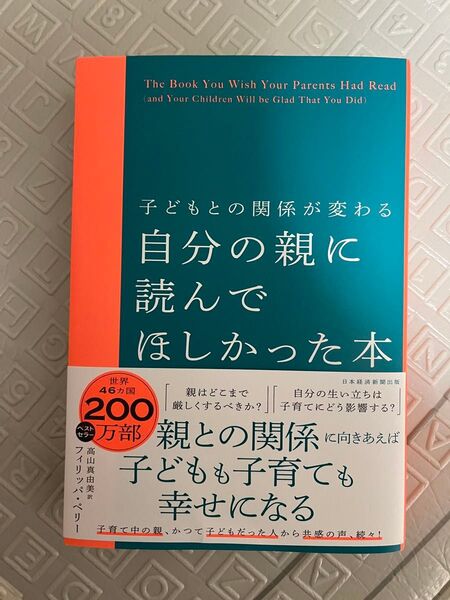 The Book You Wish Your Parents Had Read
(and Your Children Will be Glad That You Did)
子どもとの関係が変わる
自分の親に
読んで
ほしかった本
日本経済新聞出版
世界
46カ国
200
万部
ベスト
セラー
「親はどこまで
厳しくするべきか?」
「自分の生い立ちは
子育てにどう影響する?」
親との関係に向きあえば
子どもも子育ても
幸せになる
子育て中の親、かつて子どもだった人から共感の声、続々!
高山真由美 訳
フィリッパ・ペリー